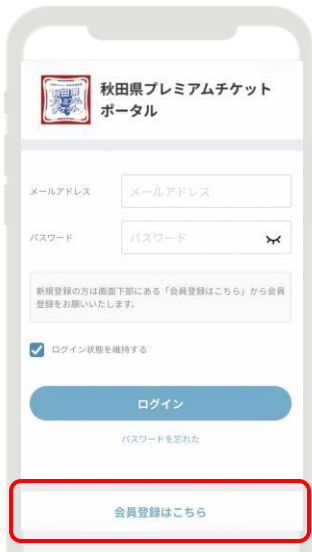 秋田県プレミアムチケット
ポータル
メールアドレス
メールアドレス
パスワード
パスワード
新規登録の方は画面下部にある「会員登録はこちら」から会員
登録をお願いいたします。
ログイン状態を維持する
ログイン
パスワードを忘れた
会員登録はこちら